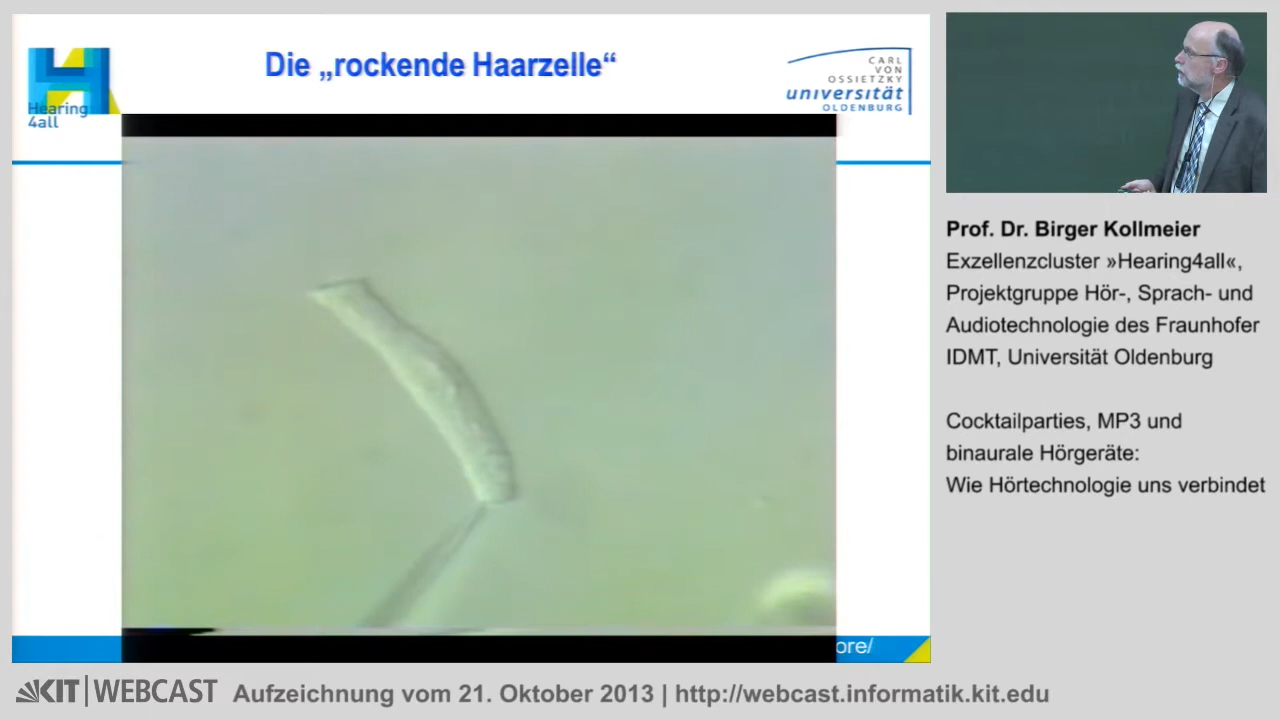 Die „rockende Haarzelle“
Hearing
4all
CARL
VON
OSSIETZKY
universität
OLDENBURG
ore/
Prof. Dr. Birger Kollmeier
Exzellenzcluster »Hearing4all«,
Projektgruppe Hör-, Sprach- und
Audiotechnologie des Fraunhofer
IDMT, Universität Oldenburg
Cocktailparties, MP3 und
binaurale Hörgeräte:
Wie Hörtechnologie uns verbindet
KIT | WEBCAST Aufzeichnung vom 21. Oktober 2013 | http://webcast.informatik.kit.edu